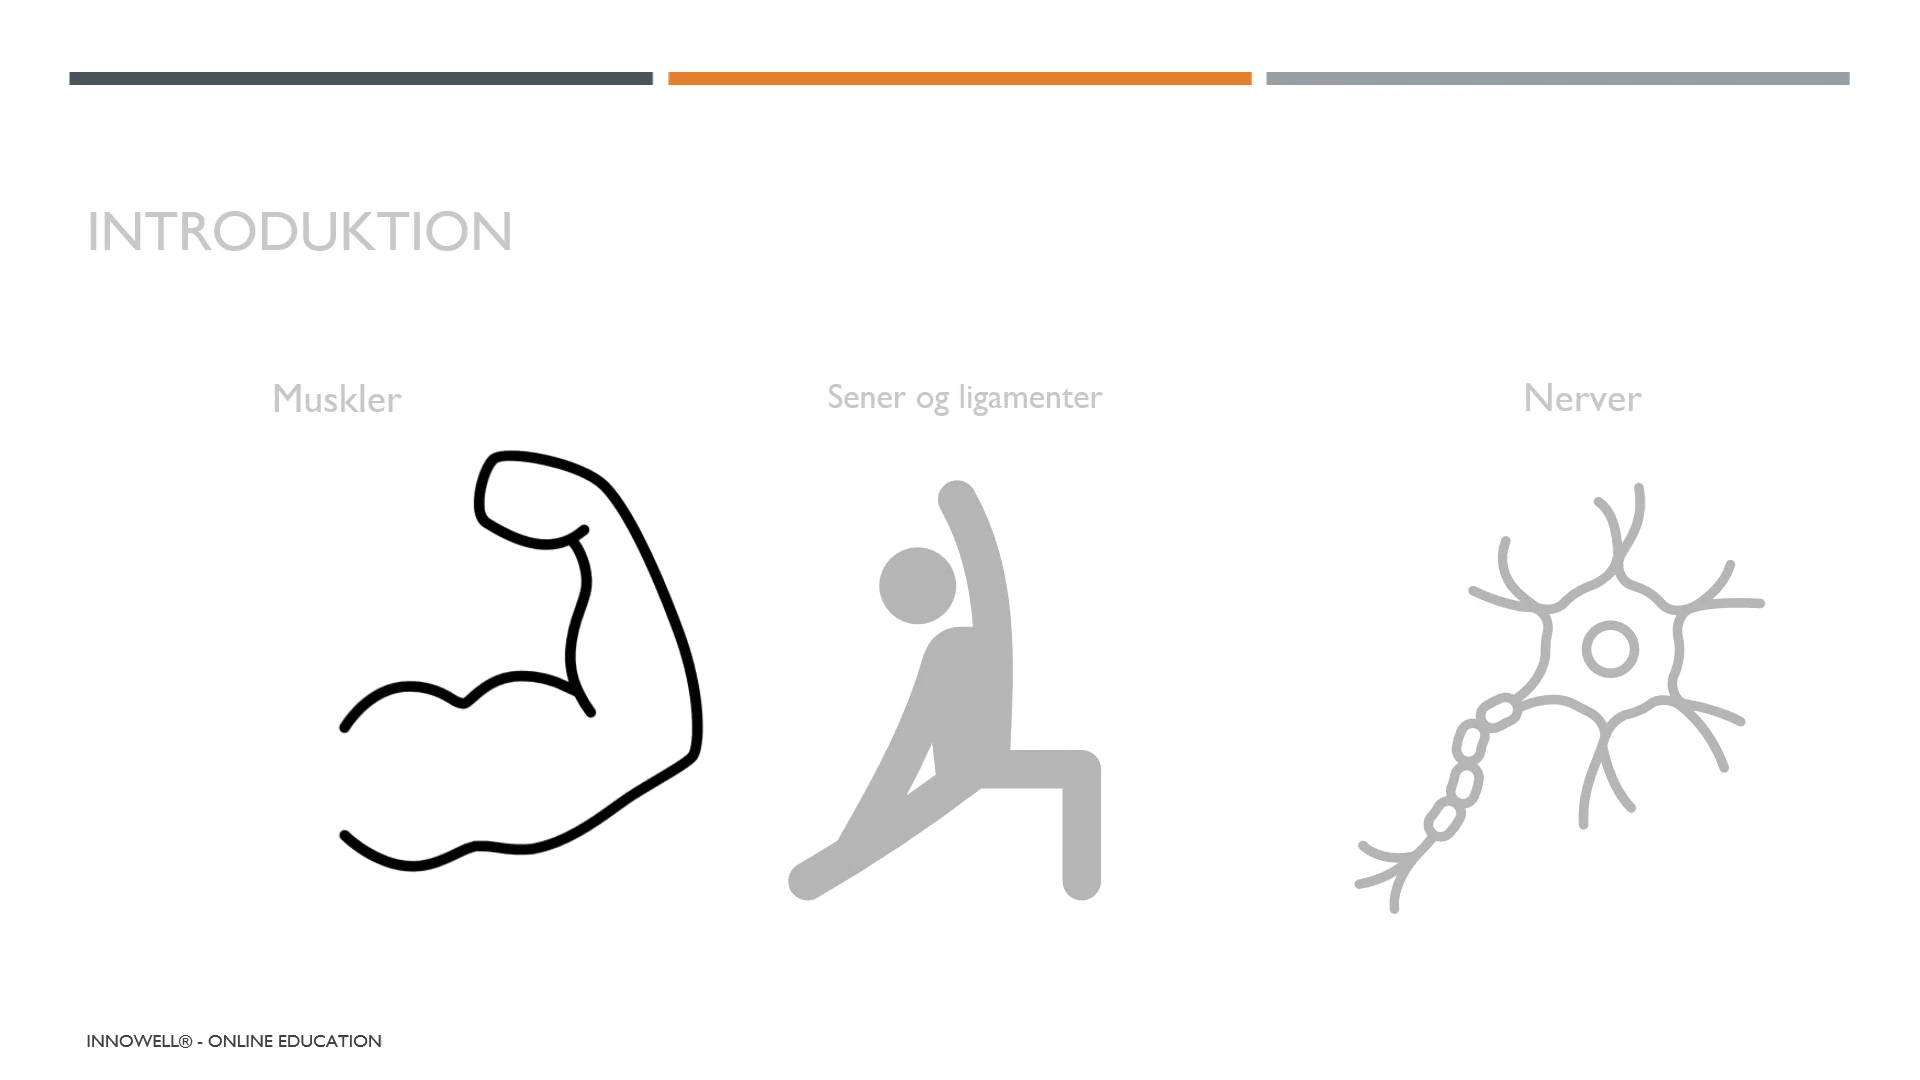 INTRODUKTION
Muskler
Sener og ligamenter
Nerver
INNOWELL® - ONLINE EDUCATION